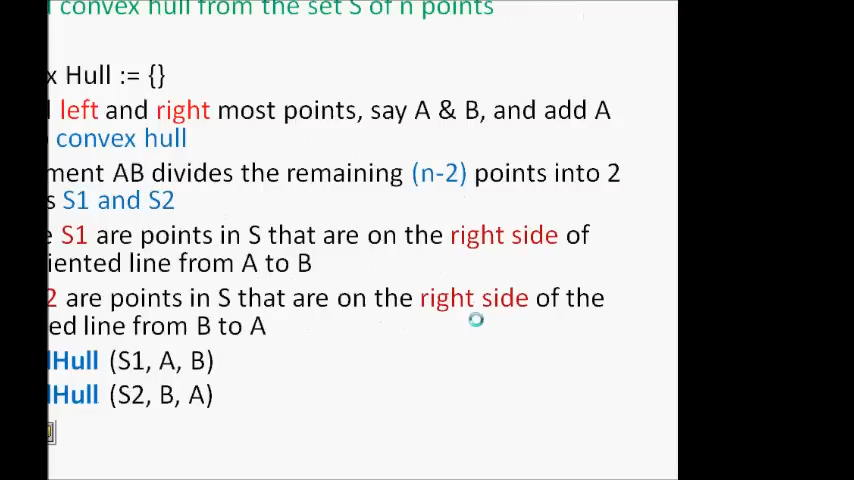 convex hull from the set S of n points
x Hull := {}
left and right most points, say A & B, and add A
convex hull
ment AB divides the remaining (n-2) points into 2
s S1 and S2
e S1 are points in S that are on the right side of
iented line from A to B
2 are points in S that are on the right side of the
ed line from B to A
Hull (S1, A, B)
Hull (S2, B, A)